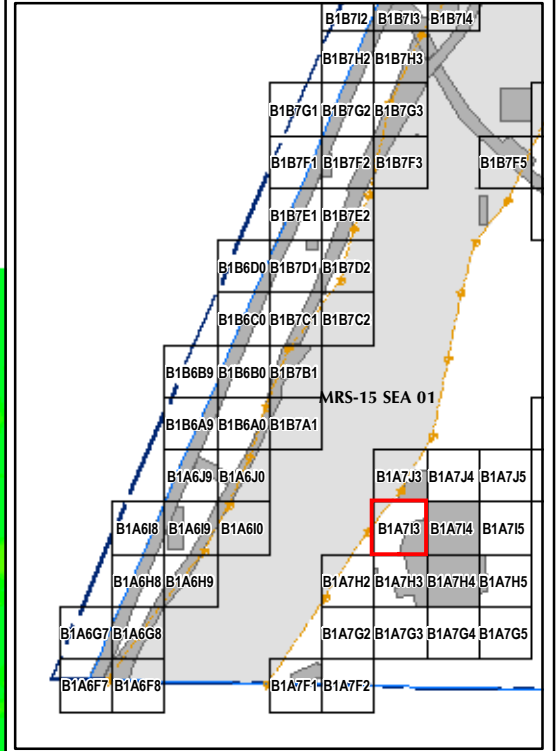 B1B7I2 B1B7I3 B1B7I4
B1B7H2 B1B7H3
B1B7G1 B1B7G2 B1B7G3
B1B7F1 B1B7F2 B1B7F3 B1B7F5
B1B7E1 B1B7E2
B1B6D0 B1B7D1 B1B7D2
B1B6C0 B1B7C1 B1B7C2
B1B6B9 B1B6B0 B1B7B1
MRS-15 SEA 01
B1B6A9 B1B6A0 B1B7A1
B1A6J9 B1A6J0 B1A7J3 B1A7J4 B1A7J5
B1A6I8 B1A6I9 B1A6I0 B1A7I3 B1A7I4 B1A7I5
B1A6H8 B1A6H9 B1A7H2 B1A7H3 B1A7H4 B1A7H5
B1A6G7 B1A6G8 B1A7G2 B1A7G3 B1A7G4 B1A7G5
B1A6F7 B1A6F8 B1A7F1 B1A7F2